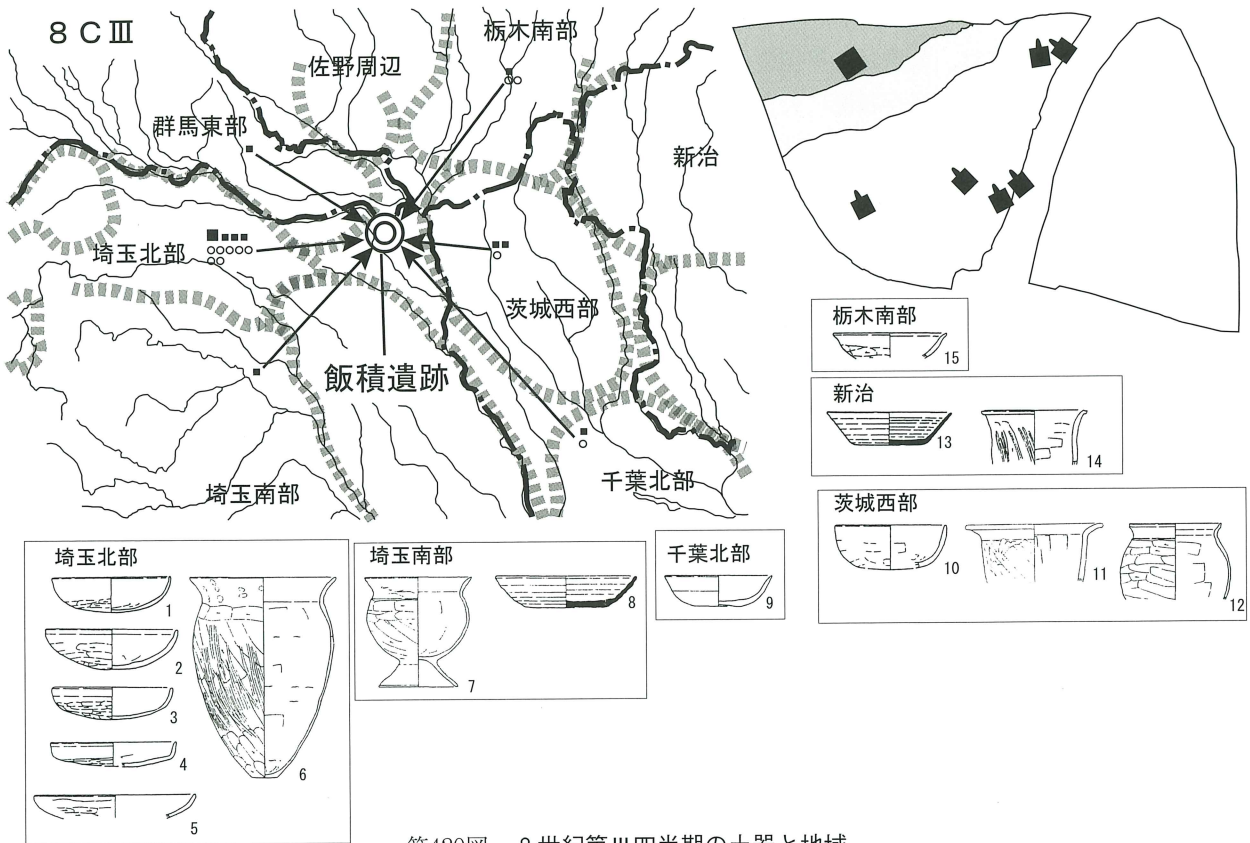 8CⅢ
栃木南部
佐野周辺
群馬東部
新治
埼玉北部
茨城西部
飯積遺跡
埼玉南部
千葉北部
栃木南部
15
新治
13
14
茨城西部
10
11
12
埼玉北部
1
2
3
4
5
6
埼玉南部
7
8
千葉北部
9